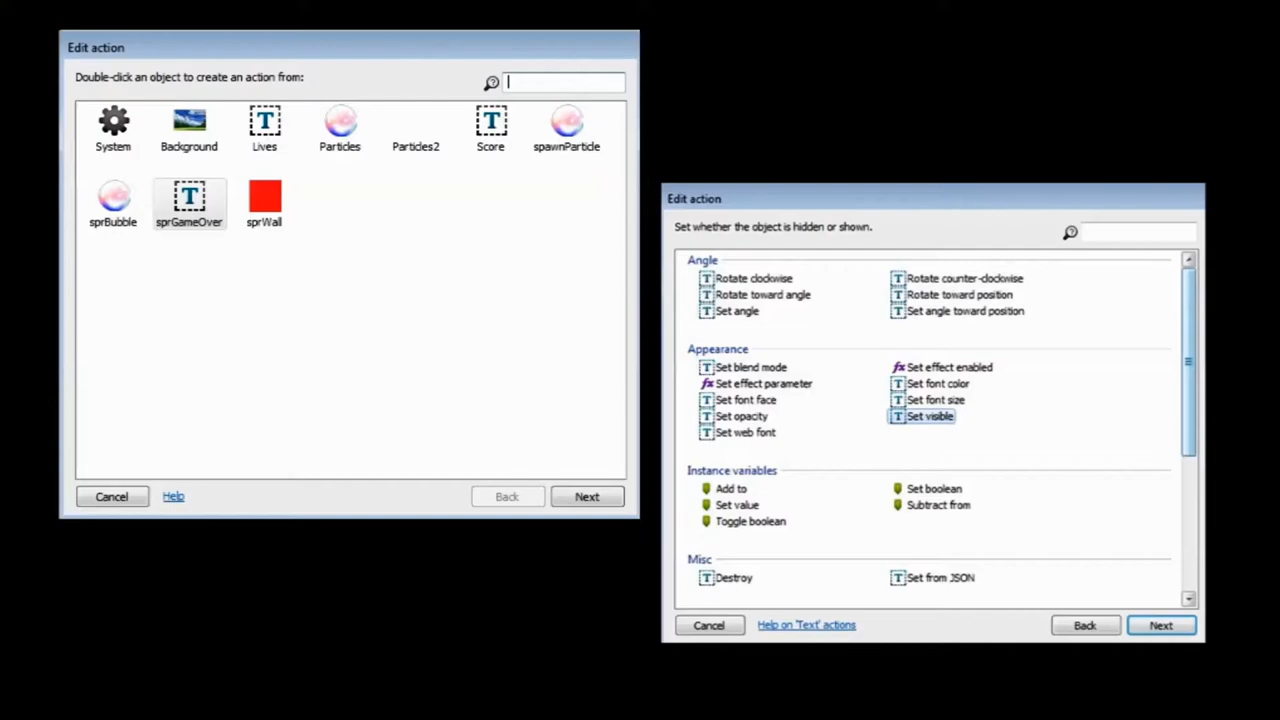 Edit action
Double-click an object to create an action from:
System Background Lives Particles Particles2 Score spawnParticle
sprBubble sprGameOver sprWall
Cancel Help Back Next
Edit action
Set whether the object is hidden or shown.
Angle
Rotate clockwise Rotate counter-clockwise
Rotate toward angle Rotate toward position
Set angle Set angle toward position
Appearance
Set blend mode Set effect enabled
Set effect parameter Set font color
Set font face Set font size
Set opacity Set visible
Set web font
Instance variables
Add to Set boolean
Set value Subtract from
Toggle boolean
Misc
Destroy Set from JSON
Cancel Help on 'Text' actions Back Next